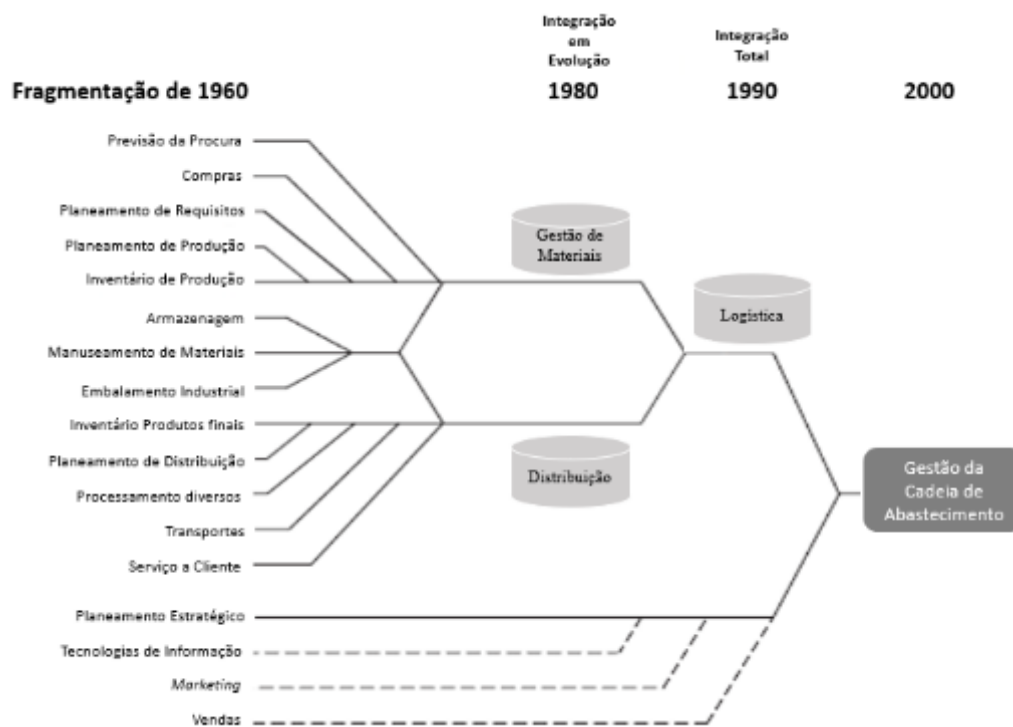 Integração
em
Evolução
Integração
Total
Fragmentação de 1960
1980
1990
2000
Previsão da Procura
Compras
Planeamento de Requisitos
Planeamento de Produção
Inventário de Produção
Armazenagem
Manuseamento de Materiais
Embalamento Industrial
Inventário Produtos finais
Planeamento de Distribuição
Processamento diversos
Transportes
Serviço a Cliente
Planeamento Estratégico
Tecnologias de Informação
Marketing
Vendas
Gestão de
Materiais
Distribuição
Logística
Gestão da
Cadeia de
Abastecimento